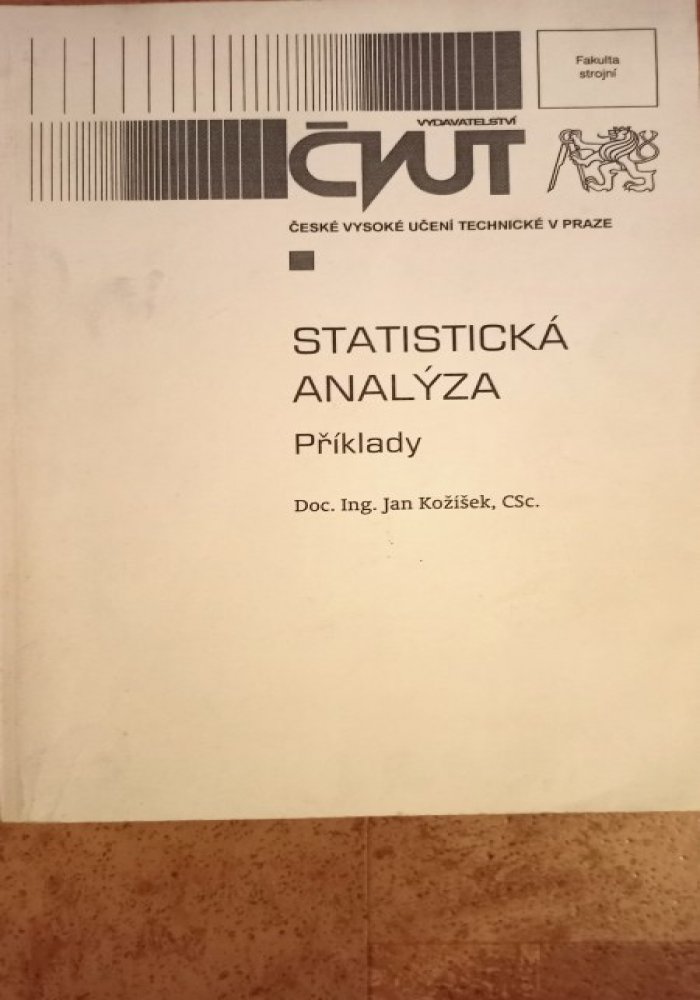 Fakulta
strojní
VYDAVATELSTVÍ
ČVUT
ČESKÉ VYSOKÉ UČENÍ TECHNICKÉ V PRAZE
STATISTICKÁ
ANALÝZA
Příklady
Doc. Ing. Jan Kožíšek, CSc.